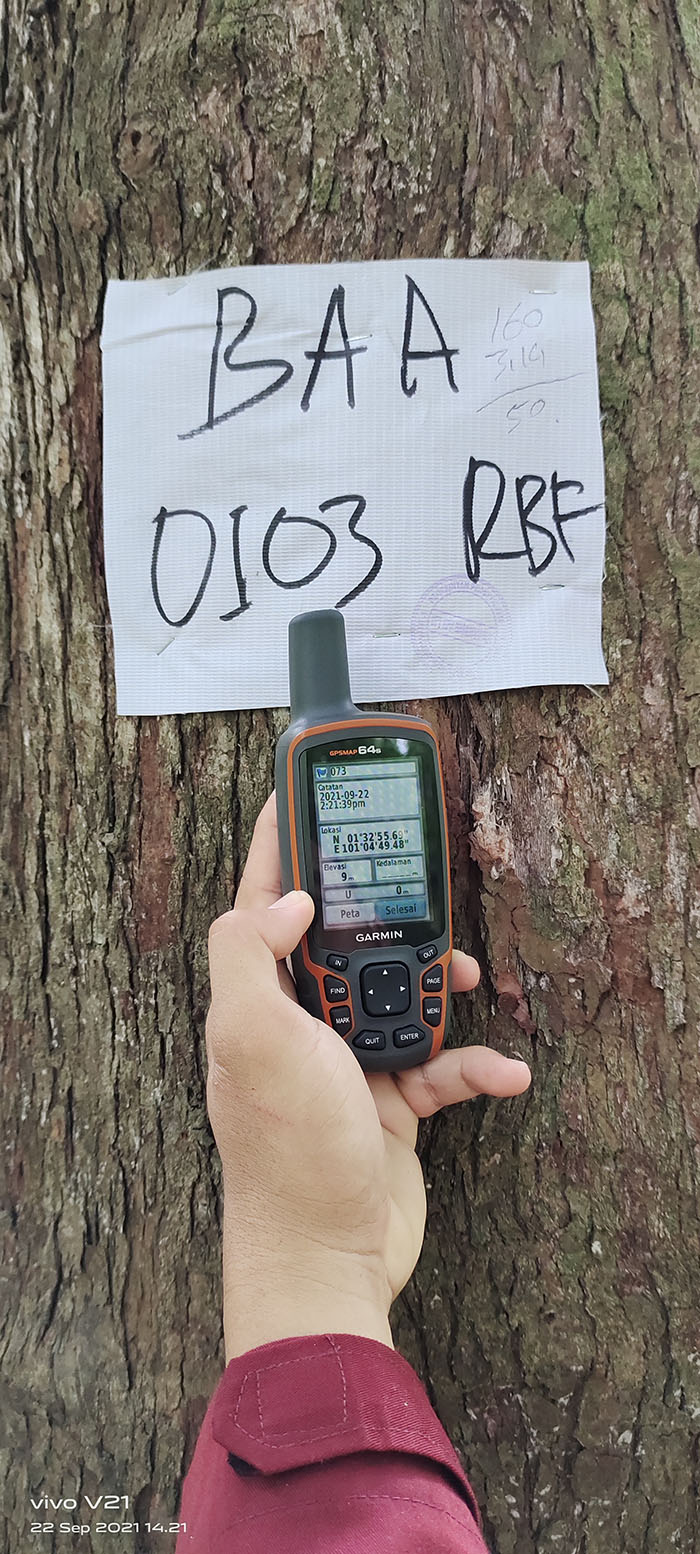 BAA
160
3,14
50.
0103 RBF
GPSMAP 64s
073
Catatan
2021-09-22
2:21:39pm
Lokasi
N 01°32'55.69"
E101°04'49.48"
Elevasi Kedalaman
9m _____m
U 0m
Peta Selesai
GARMIN
IN OUT
FIND PAGE
MARK MENU
QUIT ENTER
vivo V21
22 Sep 2021 14.21